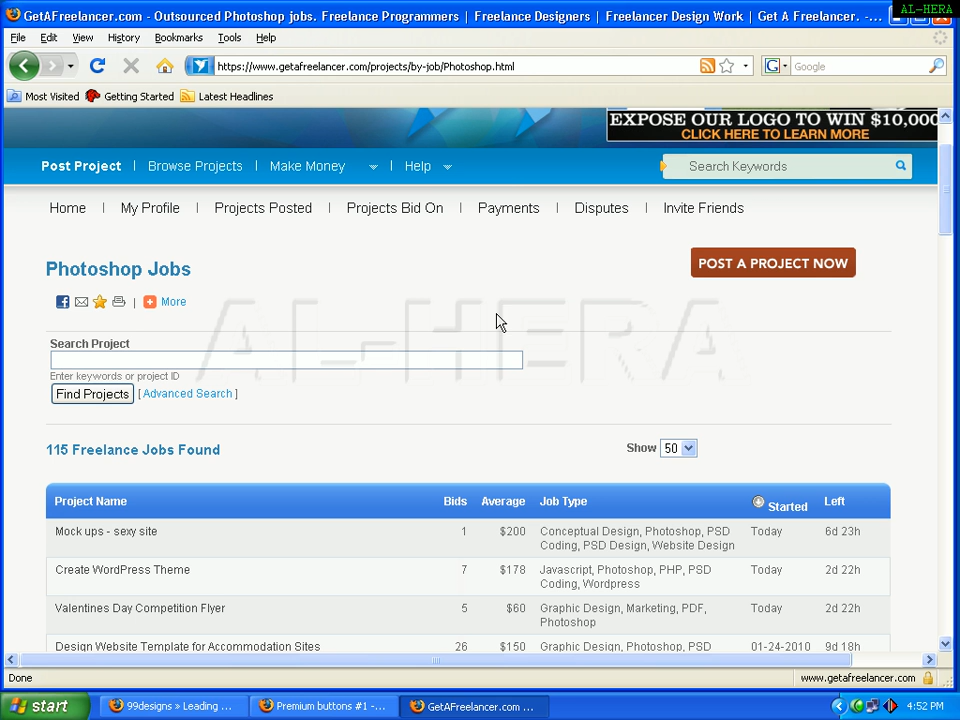 GetAFreelancer.com - Outsourced Photoshop jobs. Freelance Programmers | Freelance Designers | Freelancer Design Work | Get A Freelancer. - ...
AL-HERA
File Edit View History Bookmarks Tools Help
https://www.getafreelancer.com/projects/by-job/Photoshop.html
G Google
Most Visited Getting Started Latest Headlines
EXPOSE OUR LOGO TO WIN $10,000
CLICK HERE TO LEARN MORE
Post Project | Browse Projects | Make Money | Help
Search Keywords
Home | My Profile | Projects Posted | Projects Bid On | Payments | Disputes | Invite Friends
Photoshop Jobs
POST A PROJECT NOW
| More
AL-HERA
Search Project
Enter keywords or project ID
Find Projects [ Advanced Search ]
115 Freelance Jobs Found
Show 50
Project Name Bids Average Job Type Started Left
Mock ups - sexy site 1 $200 Conceptual Design, Photoshop, PSD Today 6d 23h
Coding, PSD Design, Website Design
Create WordPress Theme 7 $178 Javascript, Photoshop, PHP, PSD Today 2d 22h
Coding, Wordpress
Valentines Day Competition Flyer 5 $60 Graphic Design, Marketing, PDF, Today 2d 22h
Photoshop
Design Website Template for Accommodation Sites 26 $150 Graphic Design, Photoshop, PSD 01-24-2010 9d 18h
Done
www.getafreelancer.com
start
99designs » Leading ...
Premium buttons #1 -...
GetAFreelancer.com ...
4:52 PM